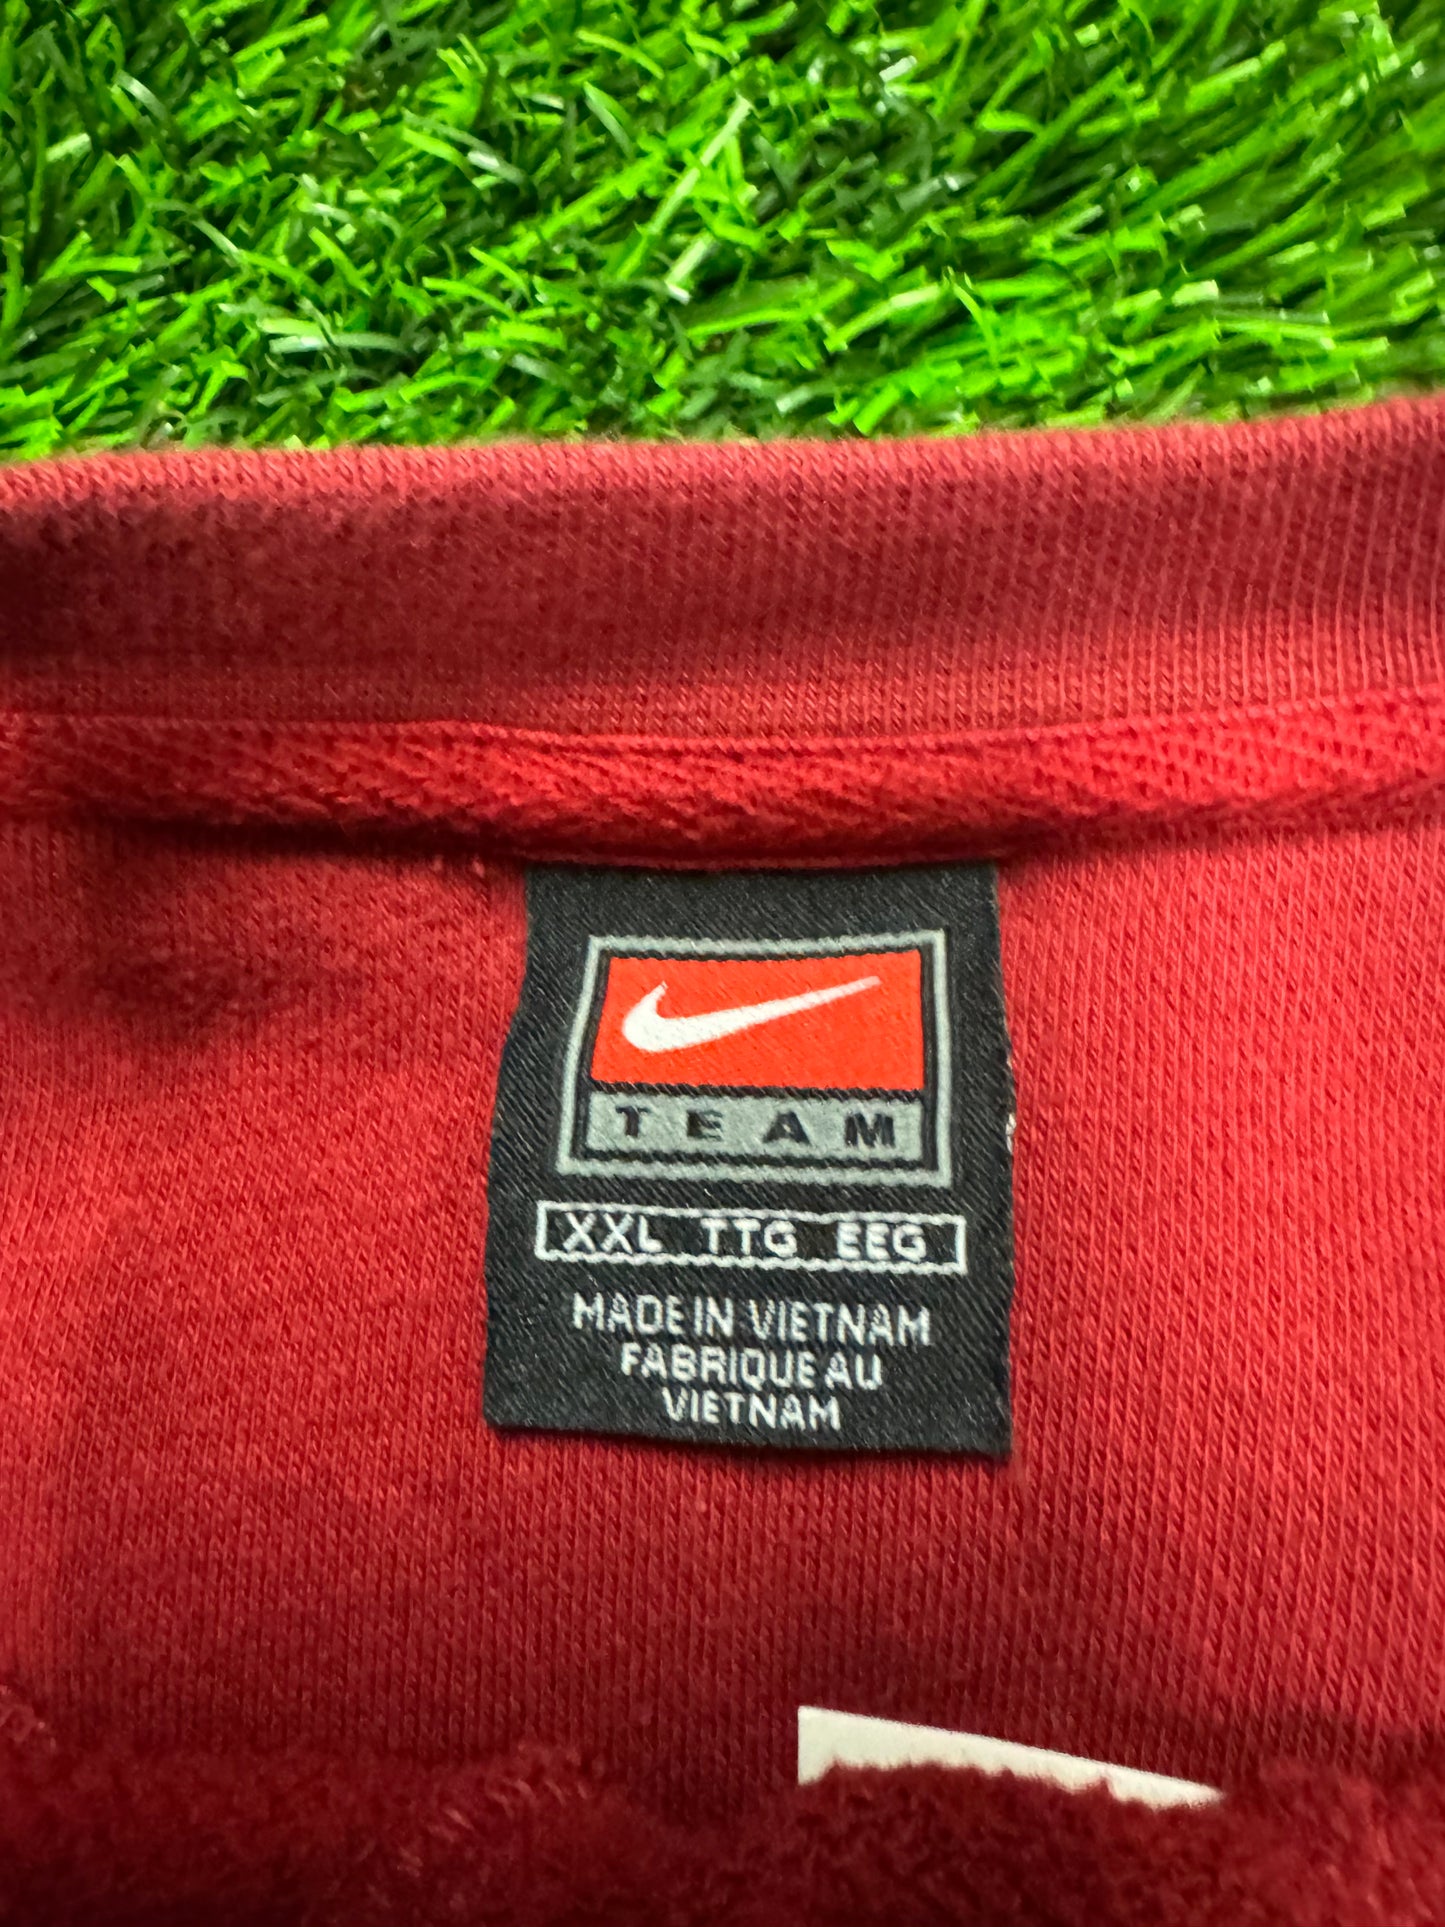 TEAM
XXL TTG EEG
MADE IN VIETNAM
FABRIQUE AU
VIETNAM